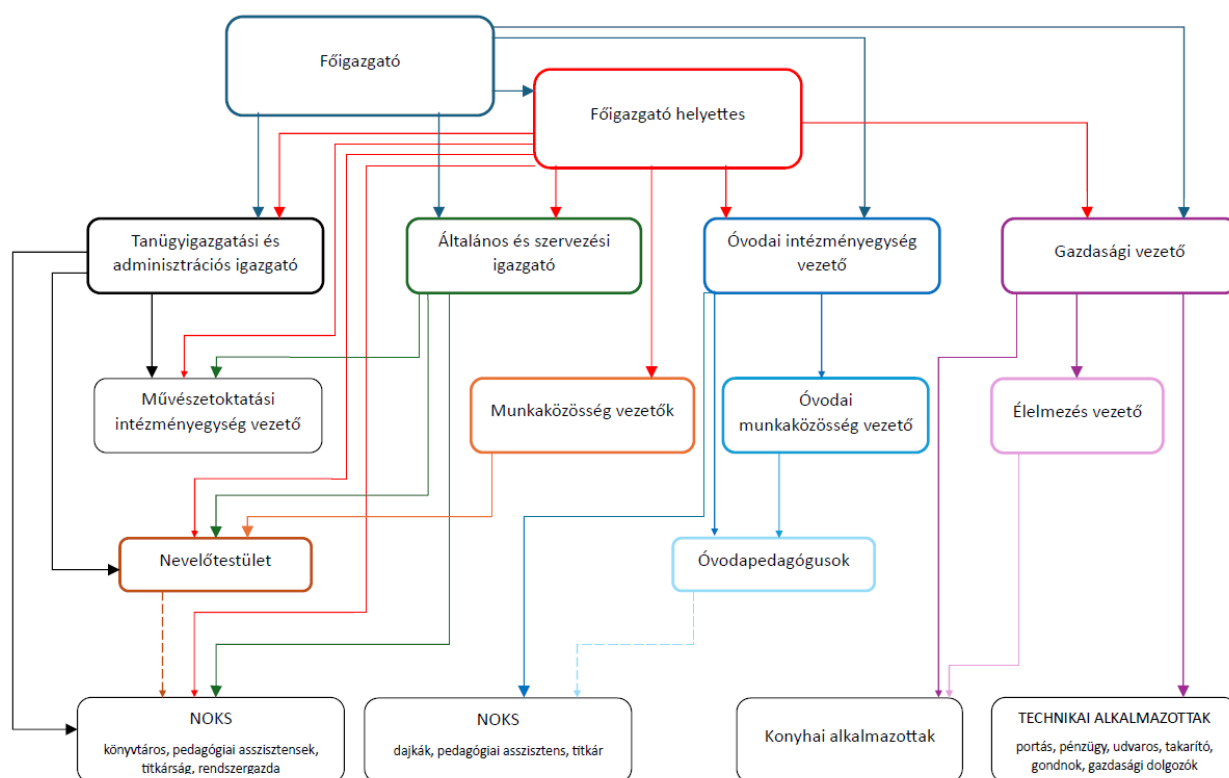 Főigazgató
Főigazgató helyettes
Tanügyigazgatási és
adminisztrációs igazgató
Általános és szervezési
igazgató
Óvodai intézményegység
vezető
Gazdasági vezető
Művészetoktatási
intézményegység vezető
Munkaközösség vezetők
Óvodai
munkaközösség vezető
Élelmezés vezető
Nevelőtestület
Óvodapedagógusok
NOKS
könyvtáros, pedagógiai asszisztensek,
titkárság, rendszergazda
NOKS
dajkák, pedagógiai asszisztens, titkár
Konyhai alkalmazottak
TECHNIKAI ALKALMAZOTTAK
portás, pénzügy, udvaros, takarító,
gondnok, gazdasági dolgozók